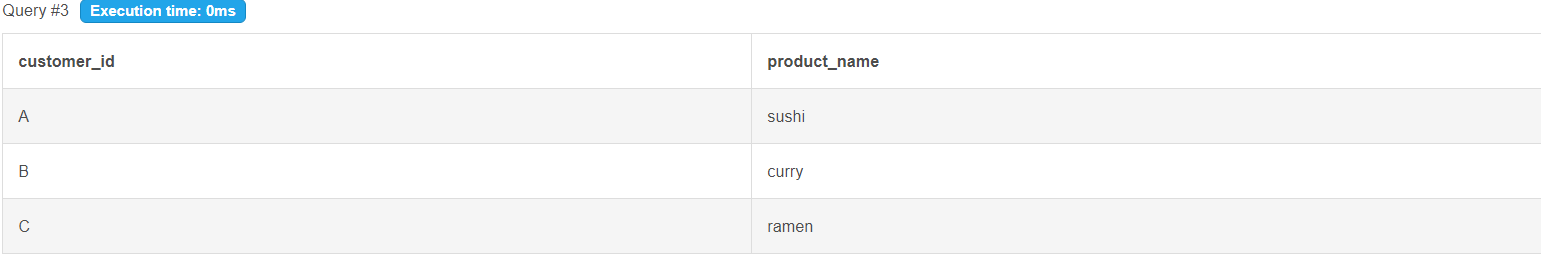 Query #3 Execution time: 0ms
customer_id product_name
A sushi
B curry
C ramen